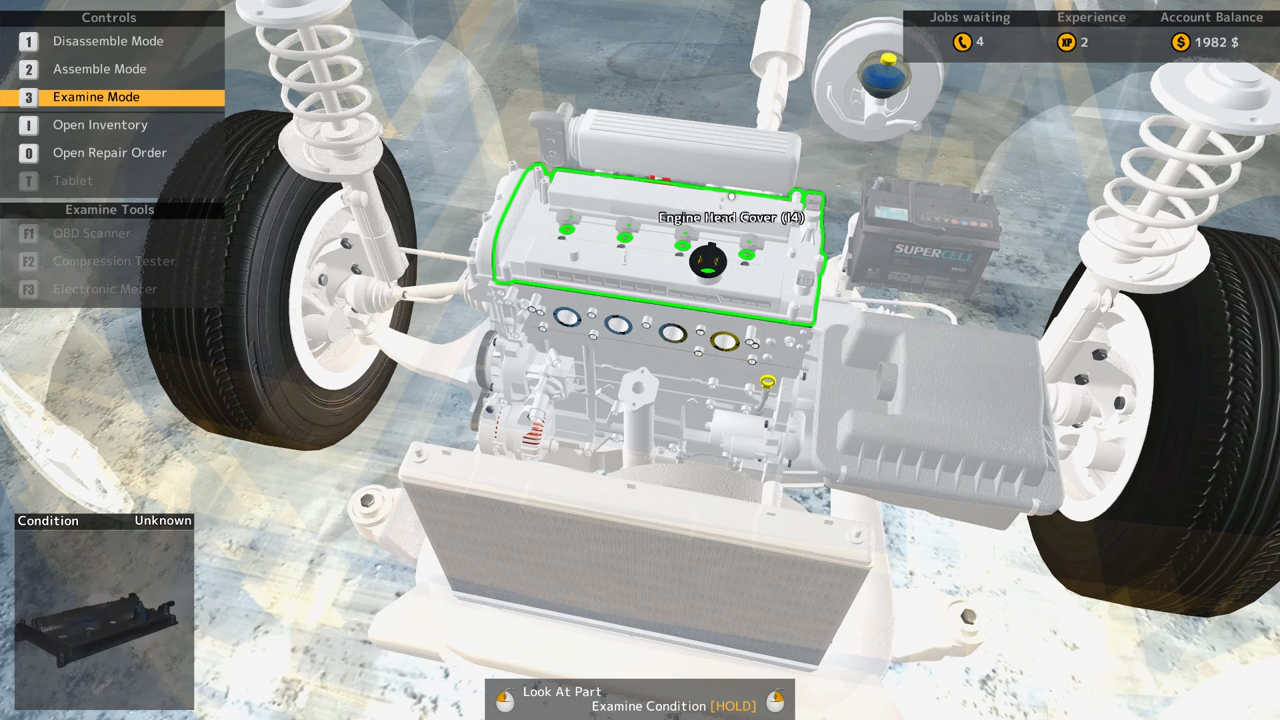 Controls
1 Disassemble Mode
2 Assemble Mode
3 Examine Mode
I Open Inventory
O Open Repair Order
T Tablet
Examine Tools
F1 OBD Scanner
F2 Compression Tester
F3 Electronic Meter
Jobs waiting Experience Account Balance
4 XP 2 $ 1982 $
Engine Head Cover (I4)
SUPERCELL
Condition Unknown
Look At Part
Examine Condition [HOLD]